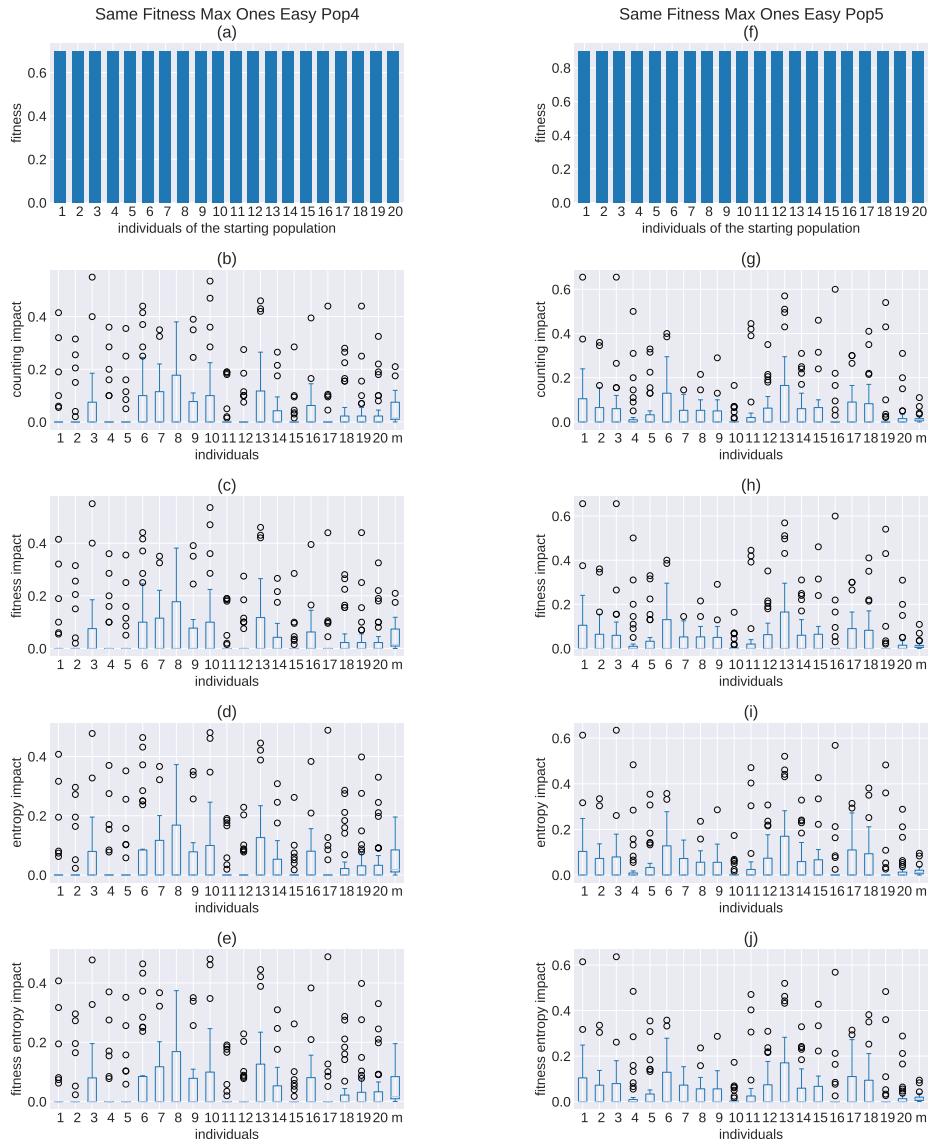 Same Fitness Max Ones Easy Pop4
(a)
fitness
0.6
0.4
0.2
0.0
1 2 3 4 5 6 7 8 9 10 11 12 13 14 15 16 17 18 19 20
individuals of the starting population
(b)
counting impact
0.4
0.2
0.0
1 2 3 4 5 6 7 8 9 10 11 12 13 14 15 16 17 18 19 20 m
individuals
(c)
fitness impact
0.4
0.2
0.0
1 2 3 4 5 6 7 8 9 10 11 12 13 14 15 16 17 18 19 20 m
individuals
(d)
entropy impact
0.4
0.2
0.0
1 2 3 4 5 6 7 8 9 10 11 12 13 14 15 16 17 18 19 20 m
individuals
(e)
fitness entropy impact
0.4
0.2
0.0
1 2 3 4 5 6 7 8 9 10 11 12 13 14 15 16 17 18 19 20 m
individuals
Same Fitness Max Ones Easy Pop5
(f)
fitness
0.8
0.6
0.4
0.2
0.0
1 2 3 4 5 6 7 8 9 10 11 12 13 14 15 16 17 18 19 20
individuals of the starting population
(g)
counting impact
0.6
0.4
0.2
0.0
1 2 3 4 5 6 7 8 9 10 11 12 13 14 15 16 17 18 19 20 m
individuals
(h)
fitness impact
0.6
0.4
0.2
0.0
1 2 3 4 5 6 7 8 9 10 11 12 13 14 15 16 17 18 19 20 m
individuals
(i)
entropy impact
0.6
0.4
0.2
0.0
1 2 3 4 5 6 7 8 9 10 11 12 13 14 15 16 17 18 19 20 m
individuals
(j)
fitness entropy impact
0.6
0.4
0.2
0.0
1 2 3 4 5 6 7 8 9 10 11 12 13 14 15 16 17 18 19 20 m
individuals